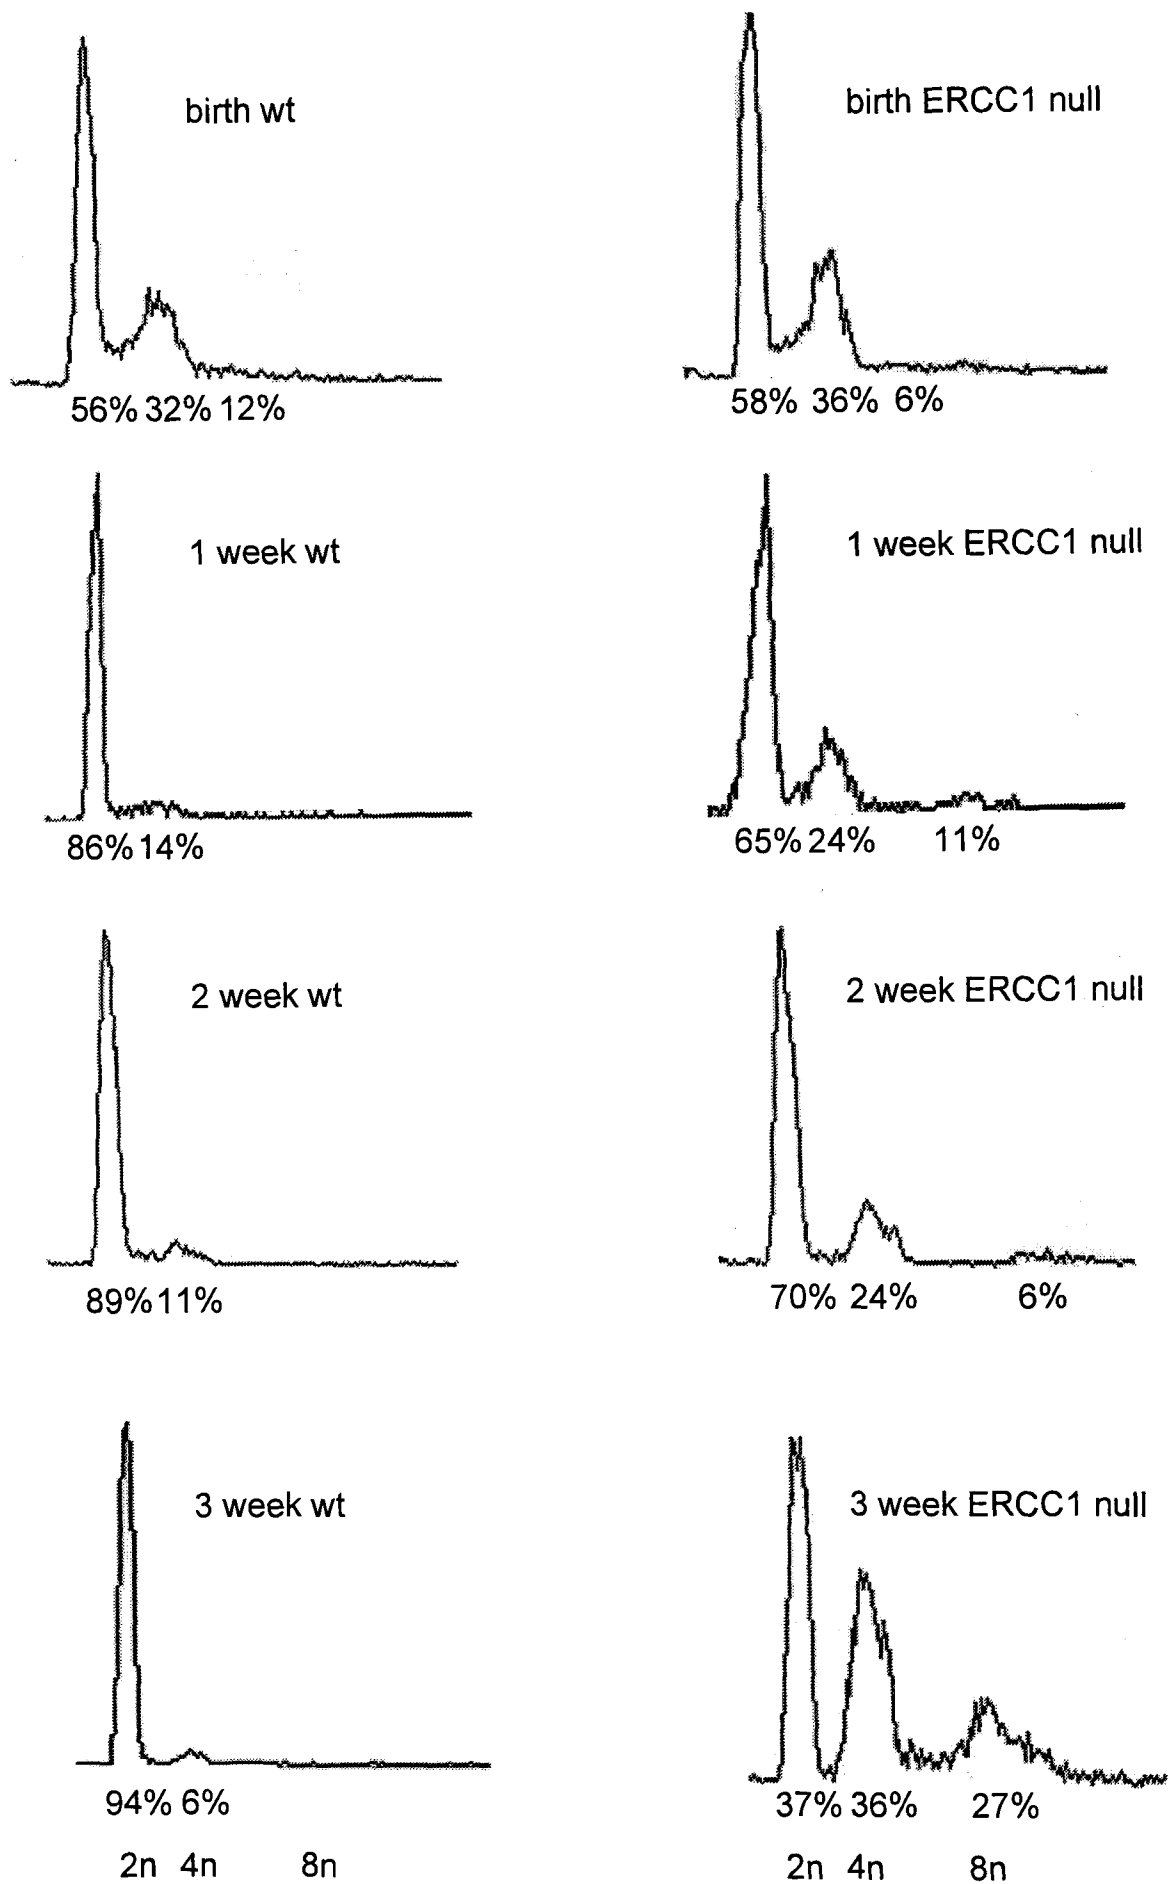 birth wt
birth ERCC1 null
56% 32% 12%
58% 36% 6%
1 week wt
1 week ERCC1 null
86% 14%
65% 24% 11%
2 week wt
2 week ERCC1 null
89% 11%
70% 24% 6%
3 week wt
3 week ERCC1 null
94% 6%
37% 36% 27%
2n 4n 8n
2n 4n 8n